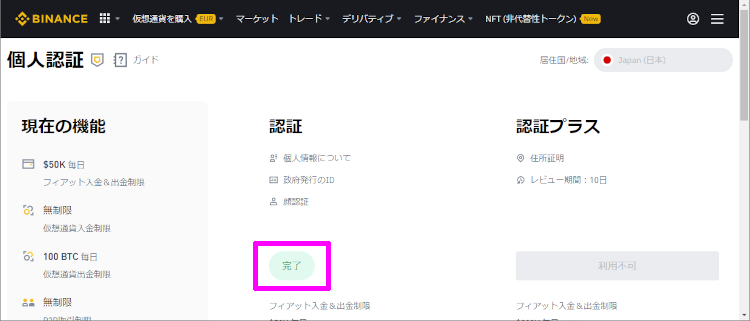 BINANCE 仮想通貨を購入 EUR マーケット トレード デリバティブ ファイナンス NFT (非代替性トークン) New
個人認証 ガイド 居住国/地域: Japan (日本)
現在の機能
$50K 毎日
フィアット入金＆出金制限
無制限
仮想通貨入金制限
100 BTC 毎日
仮想通貨出金制限
無制限
認証
個人情報について
政府発行のID
顔認証
完了
フィアット入金＆出金制限
認証プラス
住所証明
レビュー期間：10日
利用不可
フィアット入金＆出金制限